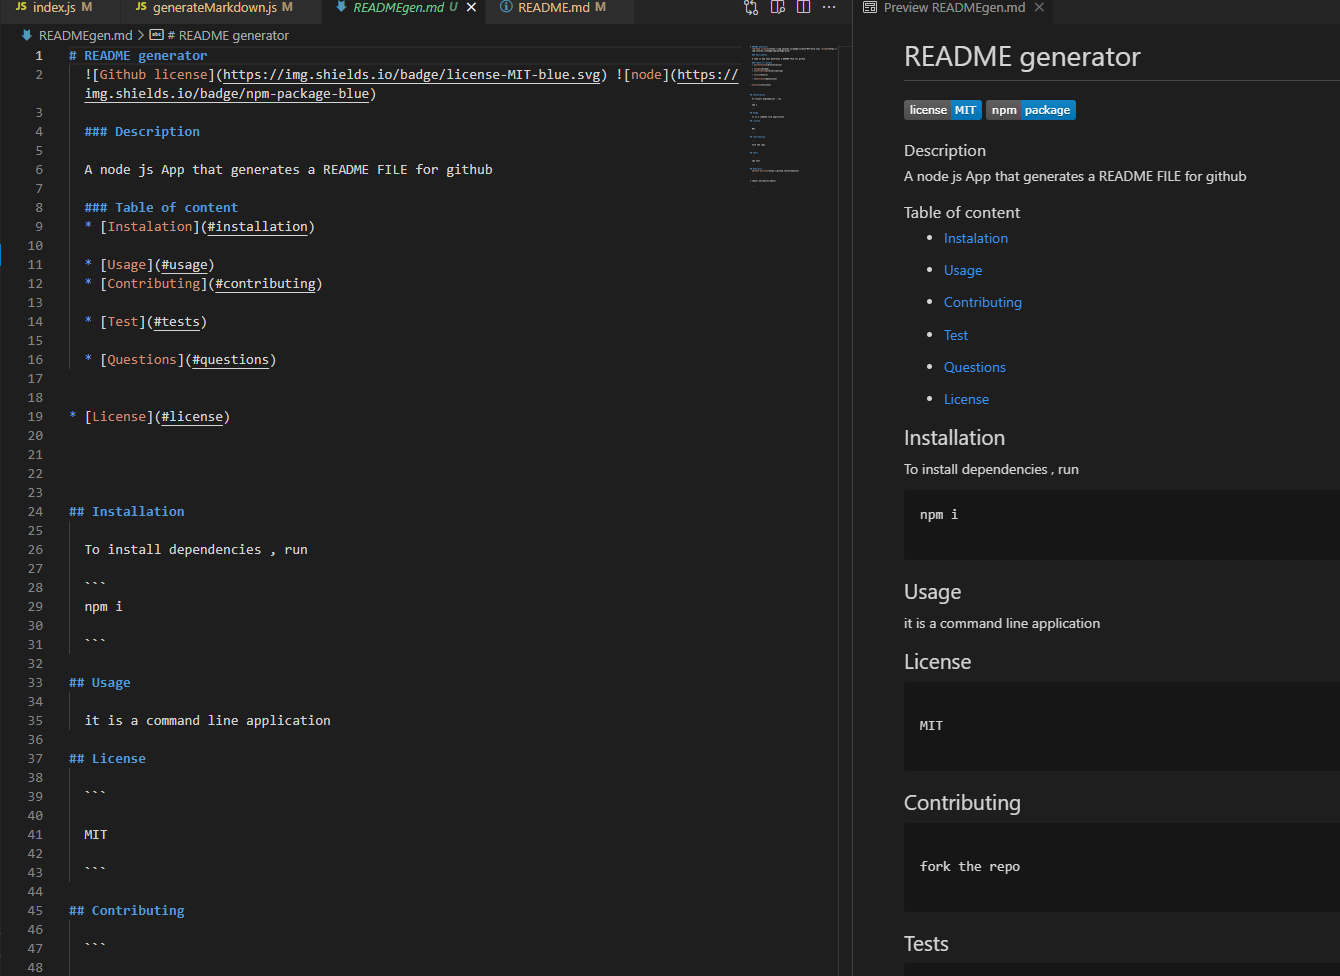 JS index.js M
JS generateMarkdown.js M
READMEgen.md U
README.md M
READMEgen.md > # README generator
1 # README generator
2 ![Github license](https://img.shields.io/badge/license-MIT-blue.svg) ![node](https://
img.shields.io/badge/npm-package-blue)
3
4 ### Description
5
6 A node js App that generates a README FILE for github
7
8 ### Table of content
9 * [Instalation](#installation)
10
11 * [Usage](#usage)
12 * [Contributing](#contributing)
13
14 * [Test](#tests)
15
16 * [Questions](#questions)
17
18
19 * [License](#license)
20
21
22
23
24 ## Installation
25
26 To install dependencies , run
27
28 ```
29 npm i
30
31 ```
32
33 ## Usage
34
35 it is a command line application
36
37 ## License
38
39 ```
40
41 MIT
42
43 ```
44
45 ## Contributing
46
47 ```
48
Preview READMEgen.md
README generator
license MIT npm package
Description
A node js App that generates a README FILE for github
Table of content
• Instalation
• Usage
• Contributing
• Test
• Questions
• License
Installation
To install dependencies , run
npm i
Usage
it is a command line application
License
MIT
Contributing
fork the repo
Tests